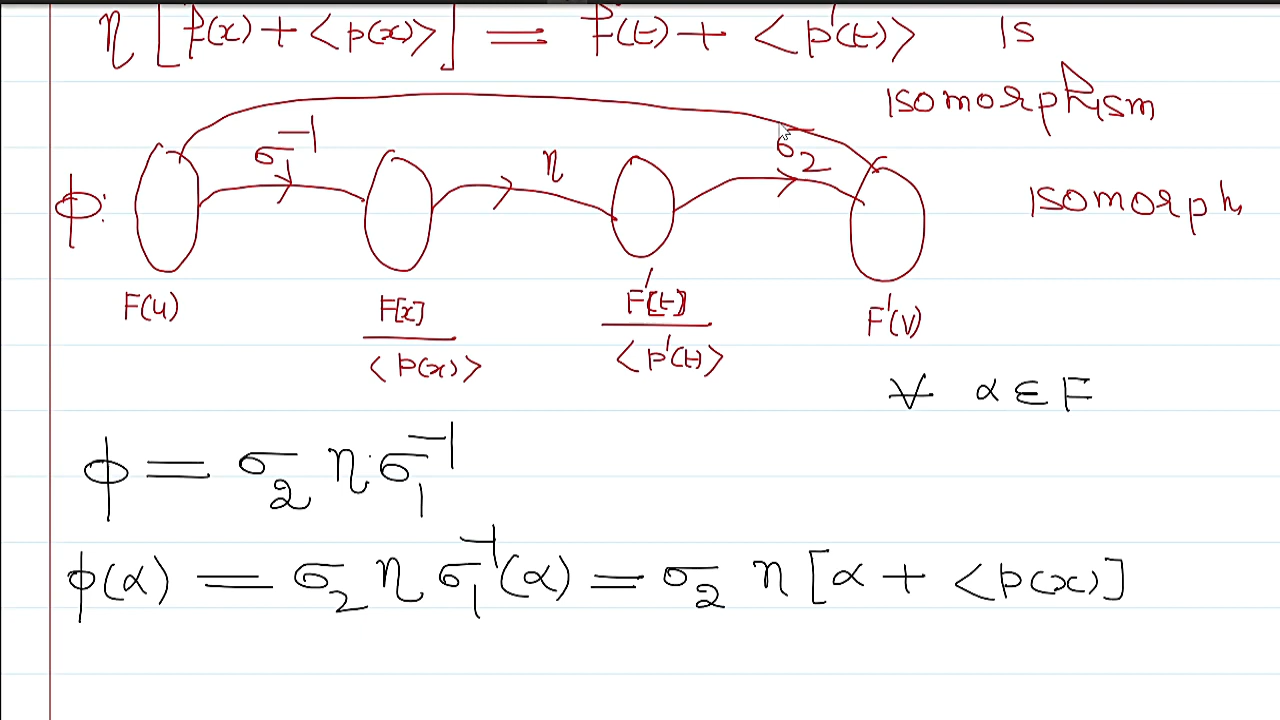 η [f(x) + <p(x)>] = f'(t) + <p'(t)> is
isomorphism
φ: σ₁⁻¹ η σ₂
isomorph
F(u) F[x] / <p(x)> F'[t] / <p'(t)> F'(v)
∀ α ∈ F
φ = σ₂ η . σ₁⁻¹
φ(α) = σ₂ η σ₁⁻¹(α) = σ₂ η [α + <p(x)]